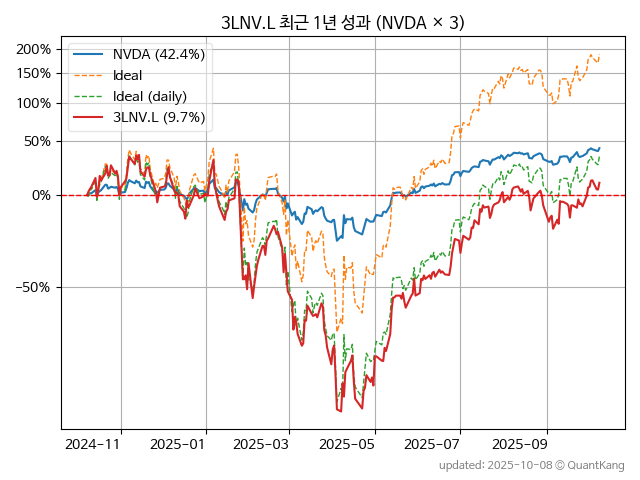 3LNV.L 최근 1년 성과 (NVDA × 3)
NVDA (42.4%)
Ideal
Ideal (daily)
3LNV.L (9.7%)
200%
150%
100%
50%
0%
−50%
2024-11
2025-01
2025-03
2025-05
2025-07
2025-09
updated: 2025-10-08 © QuantKang